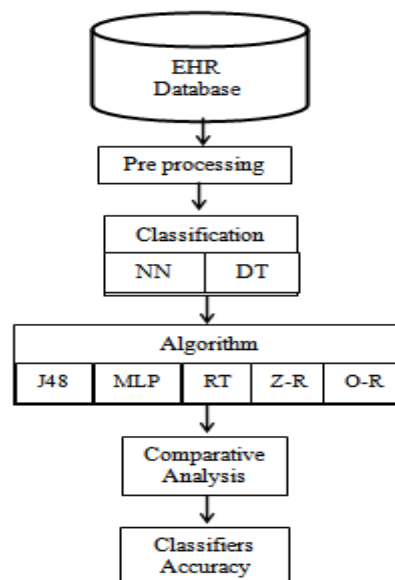 EHR
Database
Pre processing
Classification
NN DT
Algorithm
J48 MLP RT Z-R O-R
Comparative
Analysis
Classifiers
Accuracy